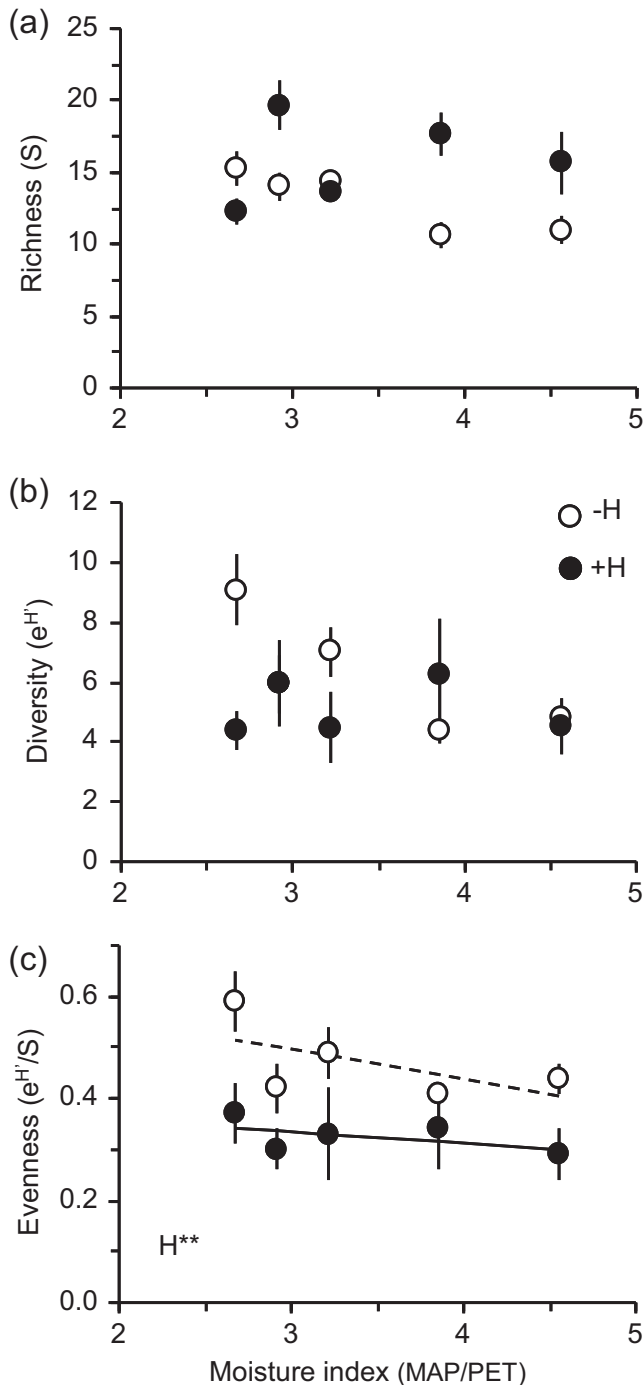 (a)
25
20
15
10
5
0
Richness (S)
2 3 4 5
(b)
12
10
8
6
4
2
0
Diversity (e^H')
-H
+H
2 3 4 5
(c)
0.6
0.4
0.2
0.0
Evenness (e^H'/S)
H**
2 3 4 5
Moisture index (MAP/PET)